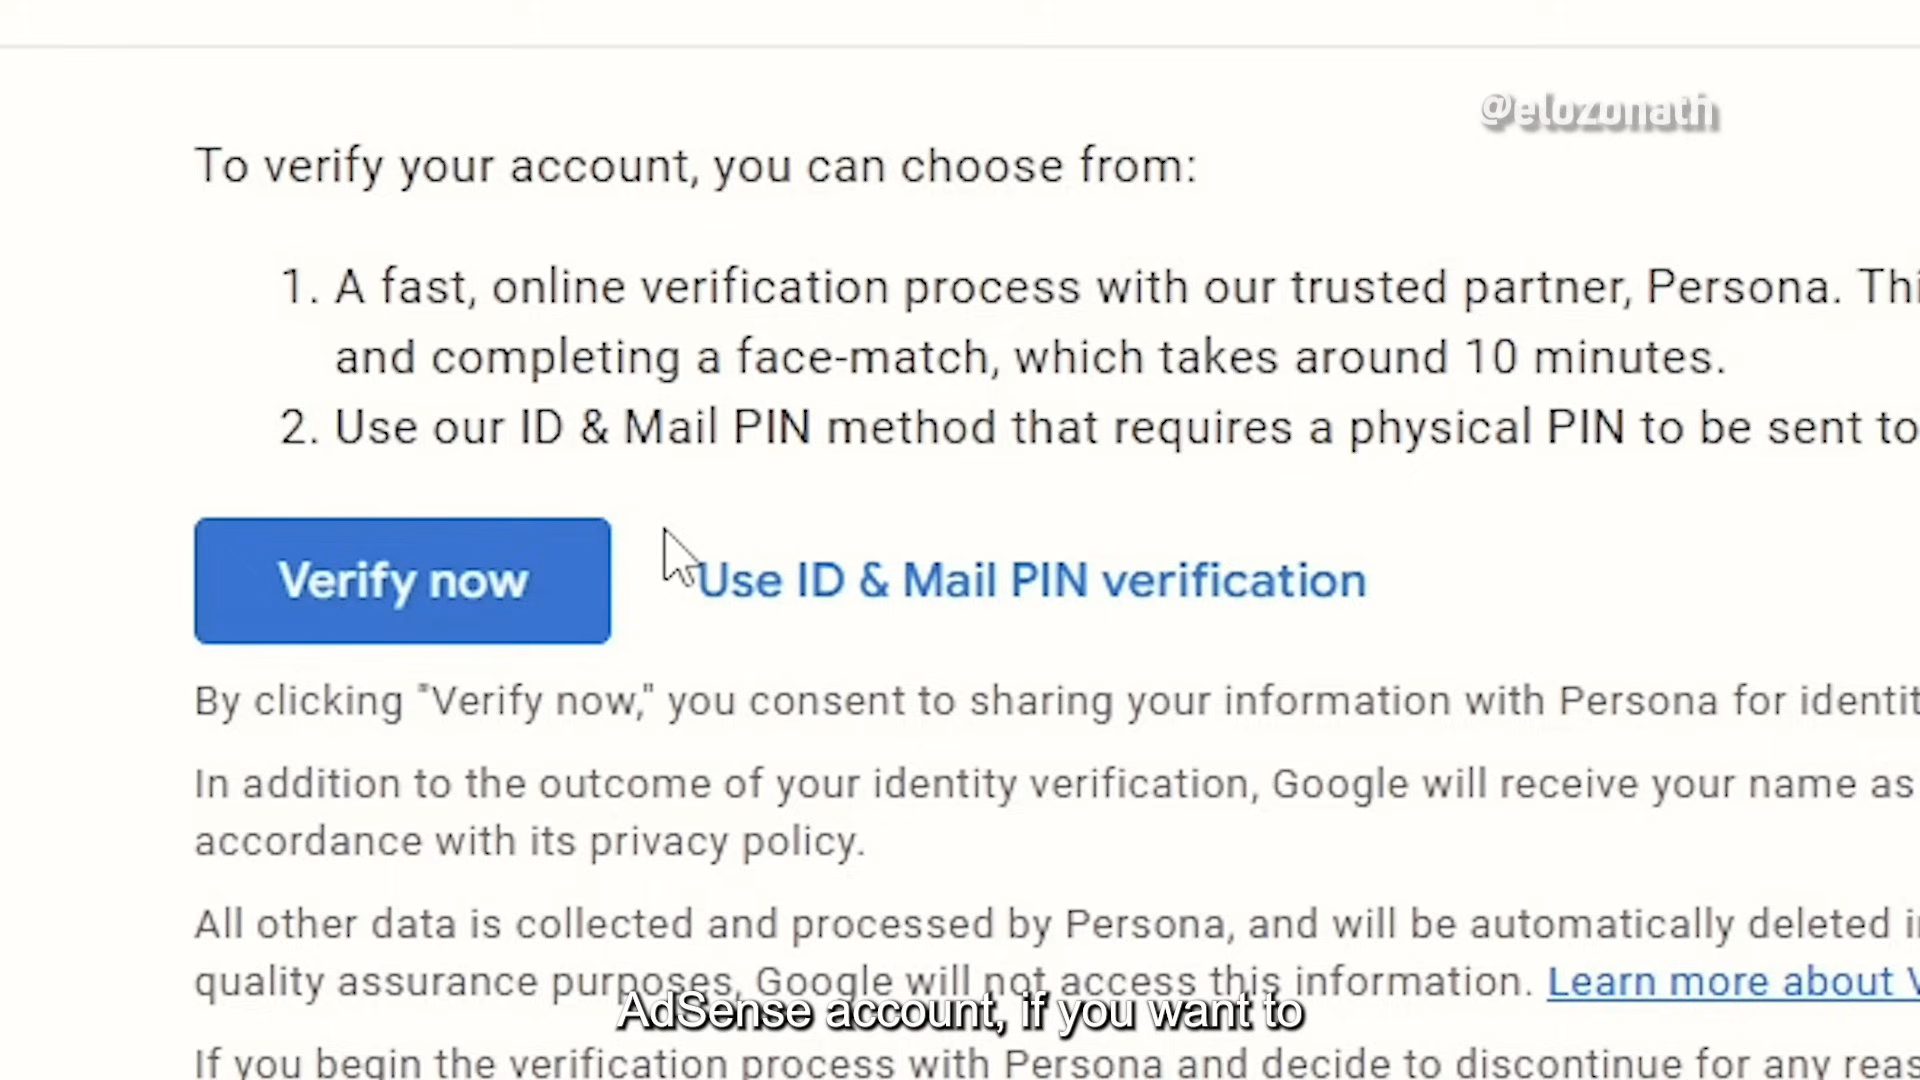 @elozonath
To verify your account, you can choose from:
1. A fast, online verification process with our trusted partner, Persona. Thi
and completing a face-match, which takes around 10 minutes.
2. Use our ID & Mail PIN method that requires a physical PIN to be sent to
Verify now
Use ID & Mail PIN verification
By clicking "Verify now," you consent to sharing your information with Persona for identit
In addition to the outcome of your identity verification, Google will receive your name as
accordance with its privacy policy.
All other data is collected and processed by Persona, and will be automatically deleted i
quality assurance purposes, Google will not access this information. Learn more about V
AdSense account, if you want to
If you begin the verification process with Persona and decide to discontinue for any reas